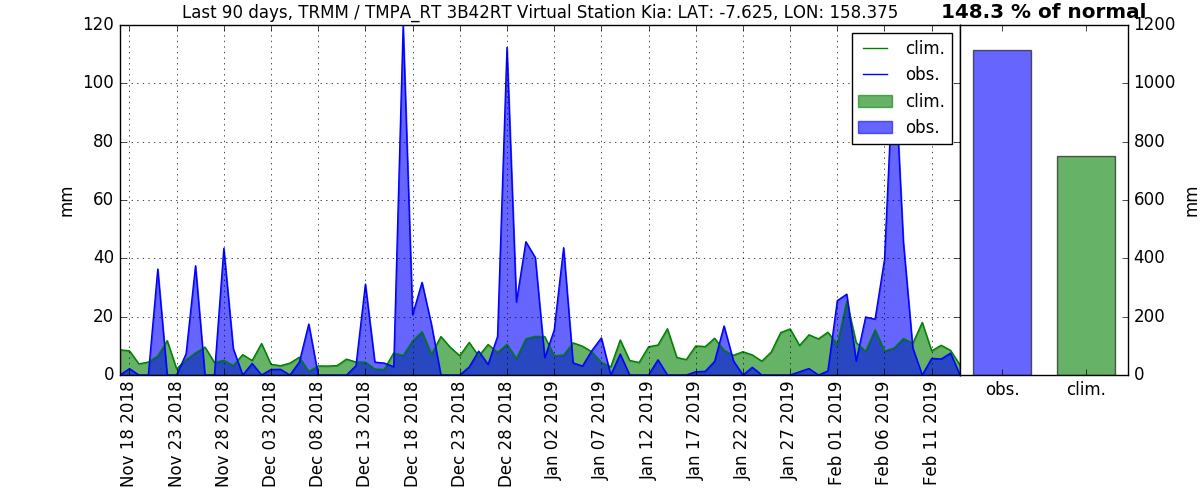 Last 90 days, TRMM / TMPA_RT 3B42RT Virtual Station Kia: LAT: -7.625, LON: 158.375
148.3 % of normal
120
100
80
60
40
20
0
mm
clim.
obs.
clim.
obs.
1200
1000
800
600
400
200
0
mm
Nov 18 2018
Nov 23 2018
Nov 28 2018
Dec 03 2018
Dec 08 2018
Dec 13 2018
Dec 18 2018
Dec 23 2018
Dec 28 2018
Jan 02 2019
Jan 07 2019
Jan 12 2019
Jan 17 2019
Jan 22 2019
Jan 27 2019
Feb 01 2019
Feb 06 2019
Feb 11 2019
obs.
clim.